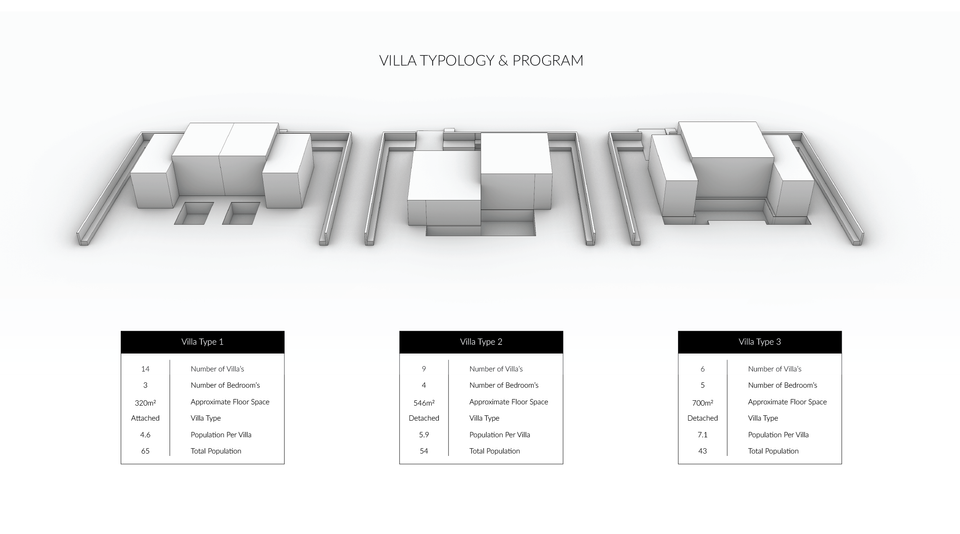 VILLA TYPOLOGY & PROGRAM
Villa Type 1
14 Number of Villa's
3 Number of Bedroom's
320m² Approximate Floor Space
Attached Villa Type
4.6 Population Per Villa
65 Total Population
Villa Type 2
9 Number of Villa's
4 Number of Bedroom's
546m² Approximate Floor Space
Detached Villa Type
5.9 Population Per Villa
54 Total Population
Villa Type 3
6 Number of Villa's
5 Number of Bedroom's
700m² Approximate Floor Space
Detached Villa Type
7.1 Population Per Villa
43 Total Population